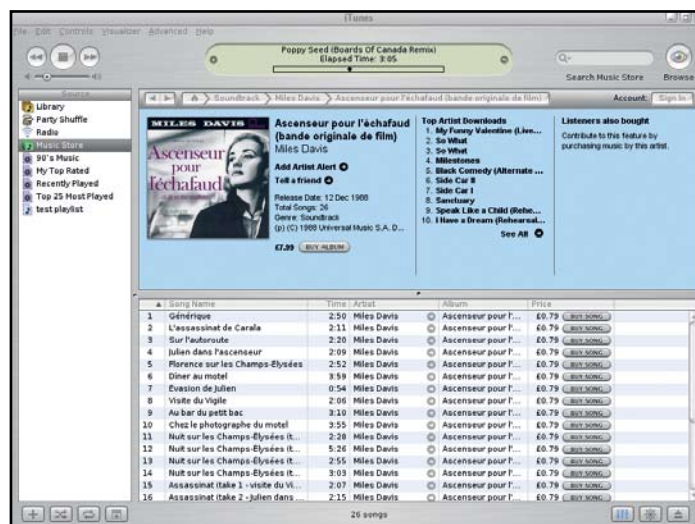 iTunes
File Edit Controls Visualizer Advanced Help
Poppy Seed (Boards Of Canada Remix)
Elapsed Time: 3:05
Search Music Store
Browse
Source
Library
Party Shuffle
Radio
Music Store
90's Music
My Top Rated
Recently Played
Top 25 Most Played
test playlist
Soundtrack Miles Davis Ascenseur pour l'échafaud (bande originale de film)
Account: Sign In
MILES DAVIS
Ascenseur
pour
l'échafaud
Ascenseur pour l'échafaud
(bande originale de film)
Miles Davis
Add Artist Alert
Tell a friend
Release Date: 12 Dec 1988
Total Songs: 26
Genre: Soundtrack
(p) (C) 1988 Universal Music S.A. D...
£7.99 BUY ALBUM
Top Artist Downloads
1. My Funny Valentine (Live...
2. So What
3. So What
4. Milestones
5. Black Comedy (Alternate ...
6. Side Car II
7. Side Car I
8. Sanctuary
9. Speak Like a Child (Rehe...
10. I Have a Dream (Rehearsal...
See All
Listeners also bought
Contribute to this feature by
purchasing music by this artist.
Song Name Time Artist Album Price
1 Générique 2:50 Miles Davis Ascenseur pour l'... £0.79 BUY SONG
2 L'assassinat de Carala 2:11 Miles Davis Ascenseur pour l'... £0.79 BUY SONG
3 Sur l'autoroute 2:20 Miles Davis Ascenseur pour l'... £0.79 BUY SONG
4 Julien dans l'ascenseur 2:09 Miles Davis Ascenseur pour l'... £0.79 BUY SONG
5 Florence sur les Champs-Élysées 2:52 Miles Davis Ascenseur pour l'... £0.79 BUY SONG
6 Dîner au motel 3:59 Miles Davis Ascenseur pour l'... £0.79 BUY SONG
7 Évasion de Julien 0:54 Miles Davis Ascenseur pour l'... £0.79 BUY SONG
8 Visite du Vigile 2:06 Miles Davis Ascenseur pour l'... £0.79 BUY SONG
9 Au bar du petit bac 3:10 Miles Davis Ascenseur pour l'... £0.79 BUY SONG
10 Chez le photographe du motel 3:55 Miles Davis Ascenseur pour l'... £0.79 BUY SONG
11 Nuit sur les Champs-Élysées (t... 2:28 Miles Davis Ascenseur pour l'... £0.79 BUY SONG
12 Nuit sur les Champs-Élysées (t... 5:26 Miles Davis Ascenseur pour l'... £0.79 BUY SONG
13 Nuit sur les Champs-Élysées (t... 2:55 Miles Davis Ascenseur pour l'... £0.79 BUY SONG
14 Nuit sur les Champs-Élysées (t... 3:03 Miles Davis Ascenseur pour l'... £0.79 BUY SONG
15 Assassinat (take 1 - visite du Vi... 2:07 Miles Davis Ascenseur pour l'... £0.79 BUY SONG
16 Assassinat (take 2 - Julien dans ... 2:15 Miles Davis Ascenseur pour l'... £0.79 BUY SONG
26 songs